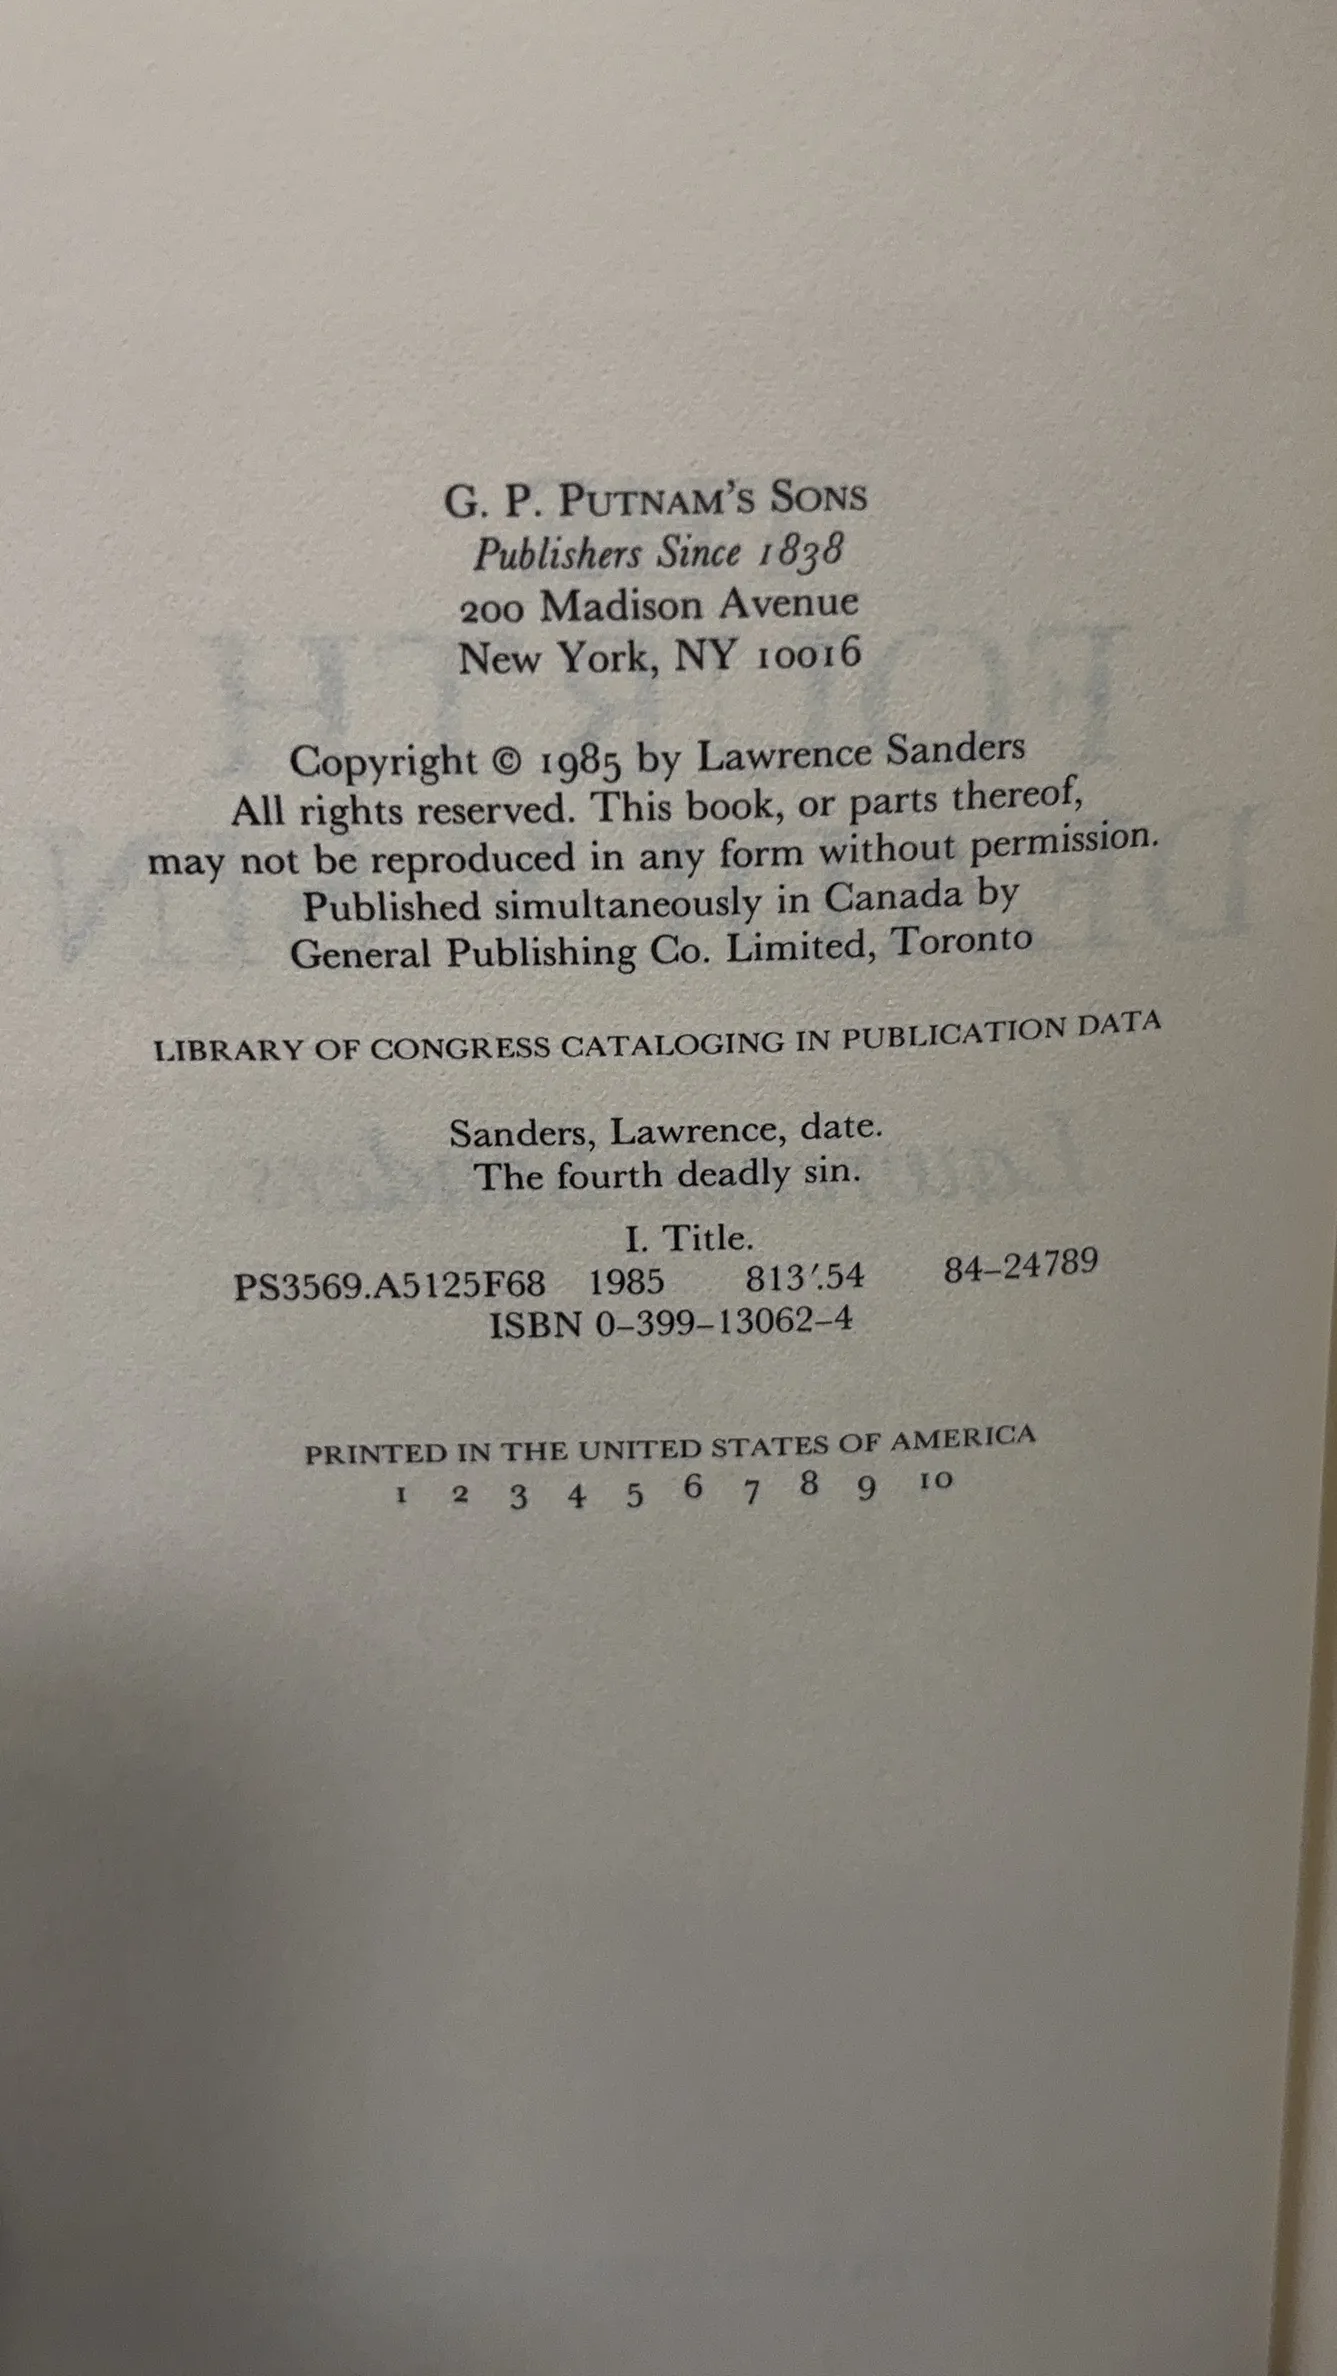 G. P. PUTNAM'S SONS
Publishers Since 1838
200 Madison Avenue
New York, NY 10016
Copyright © 1985 by Lawrence Sanders
All rights reserved. This book, or parts thereof,
may not be reproduced in any form without permission.
Published simultaneously in Canada by
General Publishing Co. Limited, Toronto
LIBRARY OF CONGRESS CATALOGING IN PUBLICATION DATA
Sanders, Lawrence, date.
The fourth deadly sin.
I. Title.
PS3569.A5125F68 1985 813'.54 84–24789
ISBN 0–399–13062–4
PRINTED IN THE UNITED STATES OF AMERICA
1 2 3 4 5 6 7 8 9 10